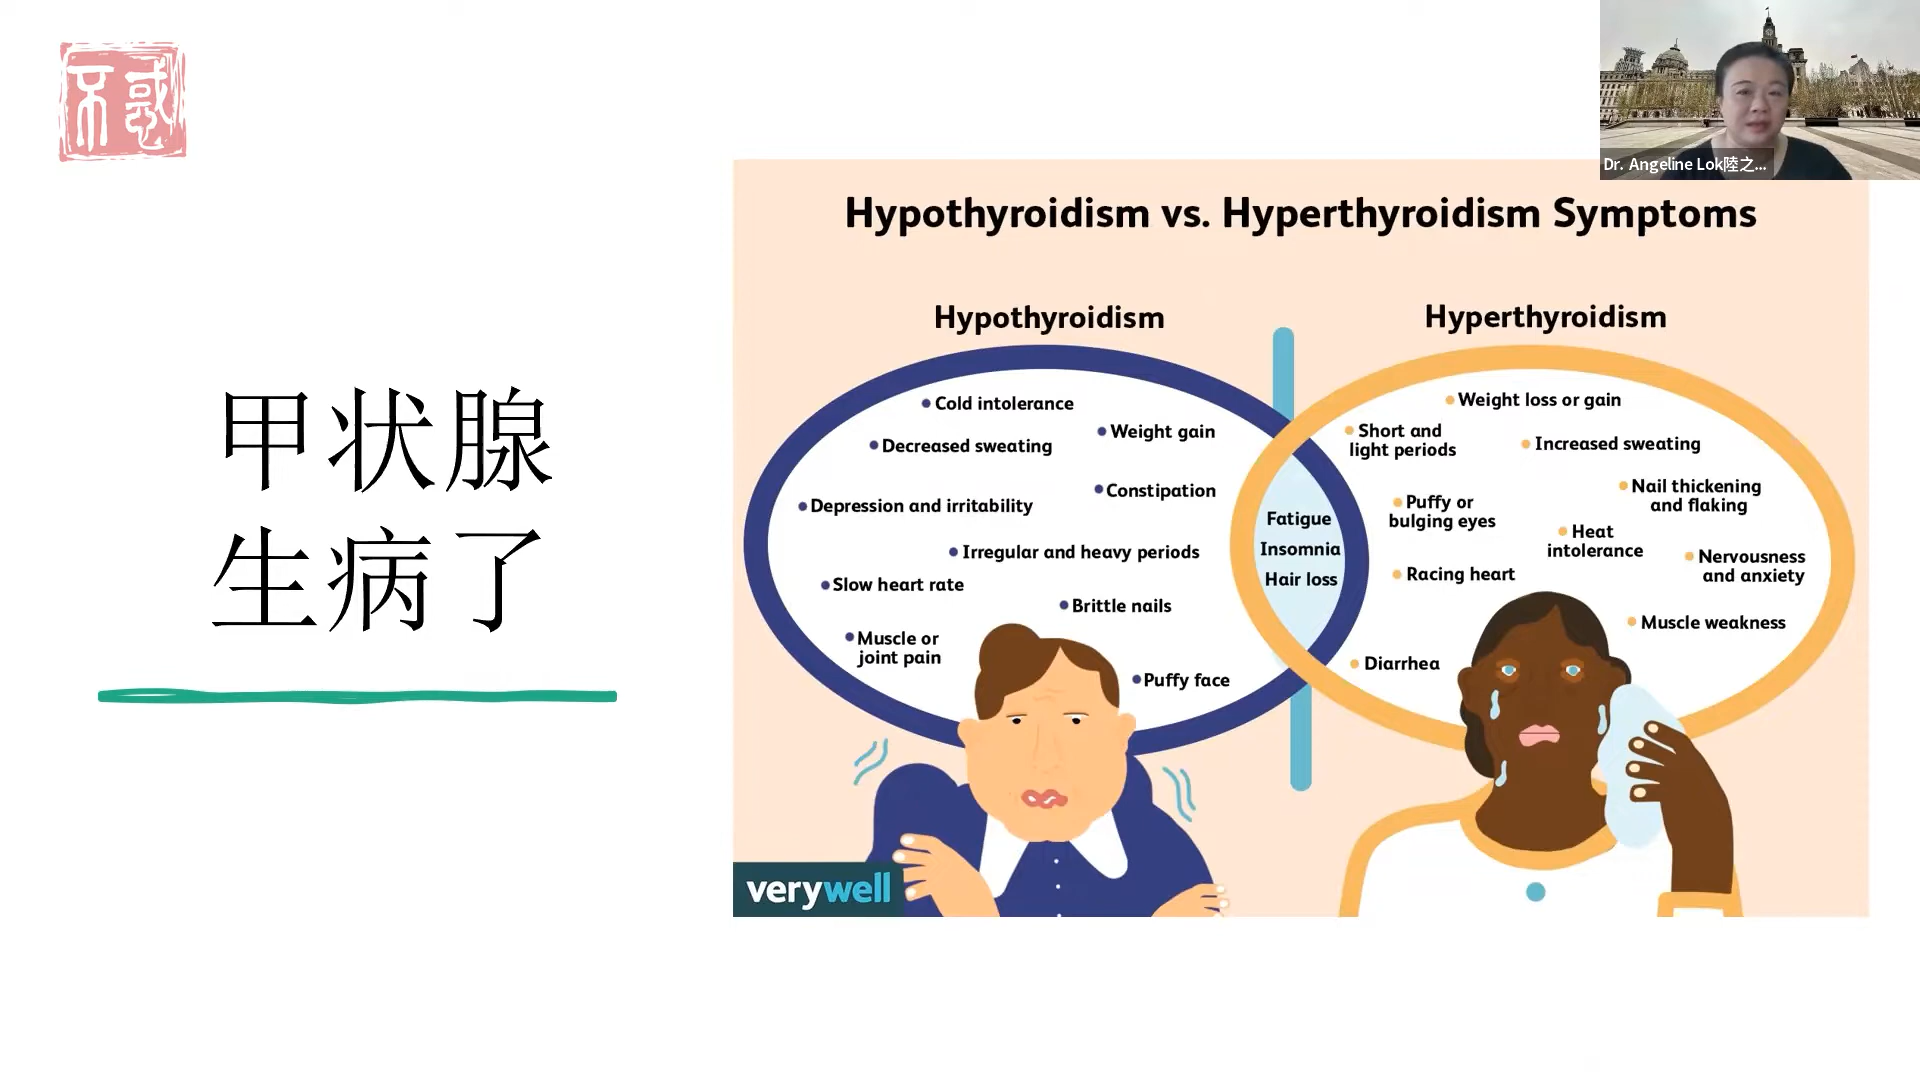 不惑
Dr. Angeline Lok陸之...
甲状腺
生病了
Hypothyroidism vs. Hyperthyroidism Symptoms
Hypothyroidism
Cold intolerance
Weight gain
Decreased sweating
Constipation
Depression and irritability
Irregular and heavy periods
Slow heart rate
Brittle nails
Muscle or
joint pain
Puffy face
Fatigue
Insomnia
Hair loss
Hyperthyroidism
Weight loss or gain
Short and
light periods
Increased sweating
Nail thickening
and flaking
Puffy or
bulging eyes
Heat
intolerance
Nervousness
and anxiety
Racing heart
Muscle weakness
Diarrhea
verywell